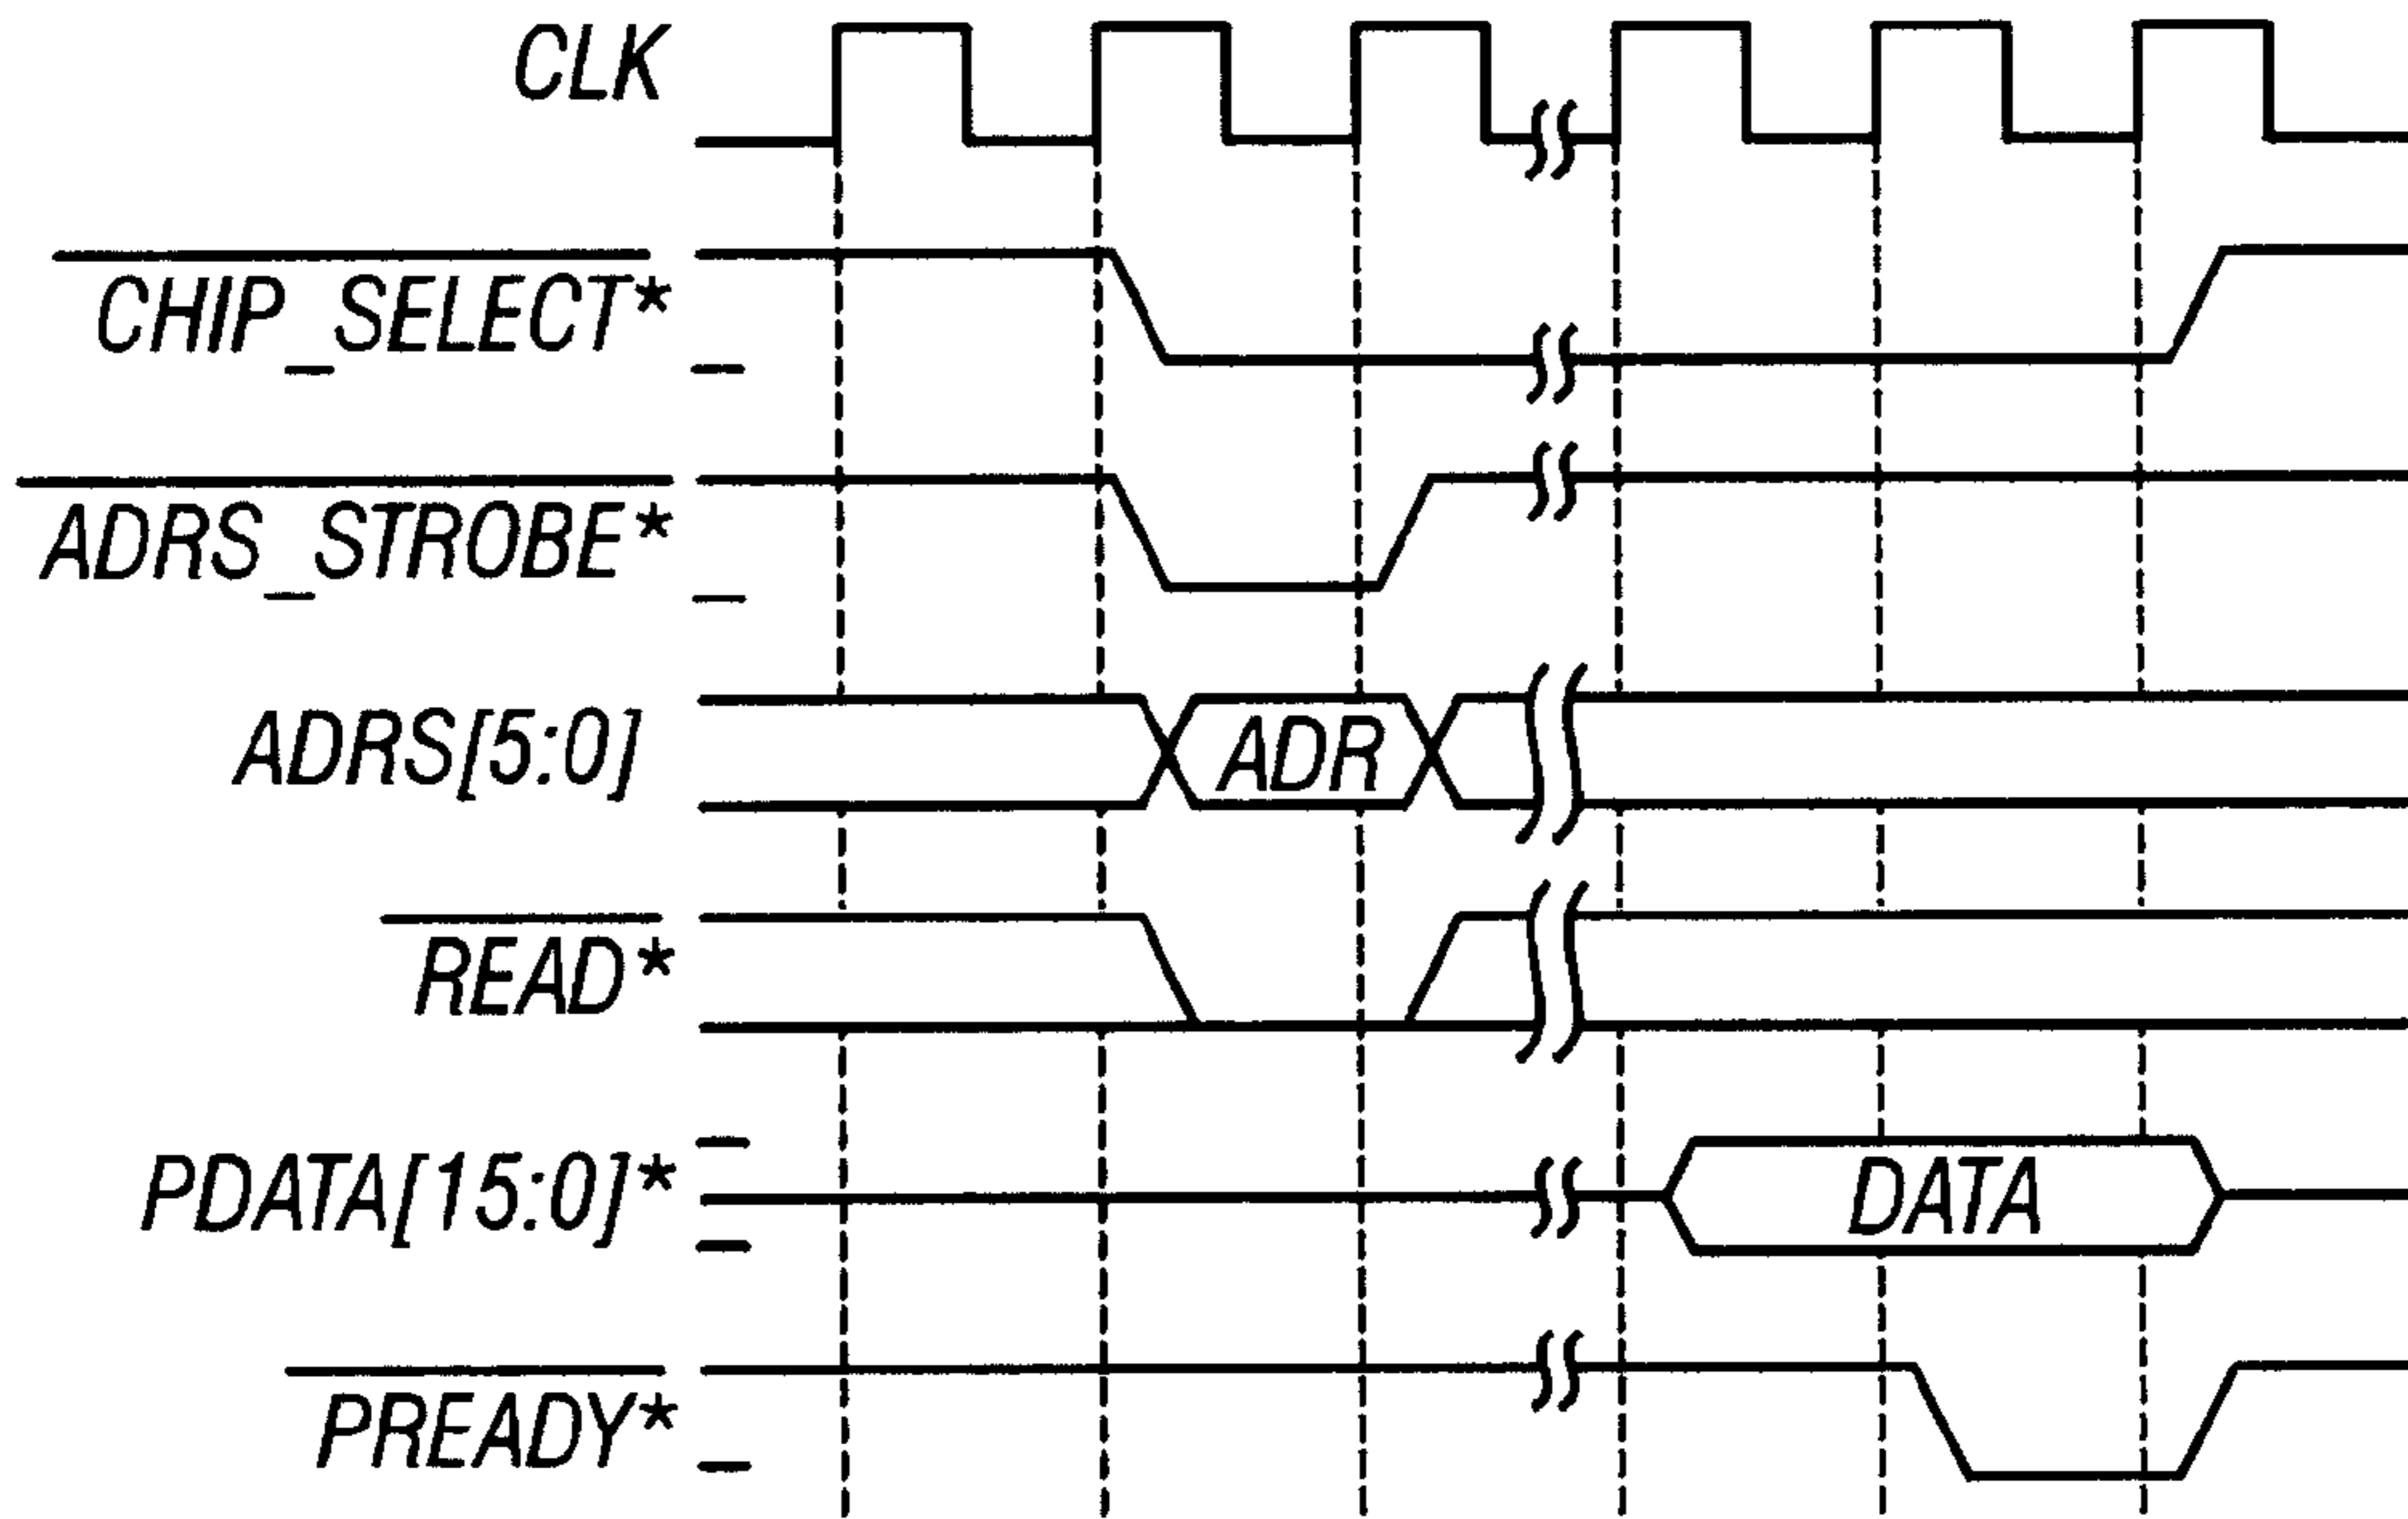 CLK
CHIP_SELECT*
ADRS_STROBE*
ADRS[5:0]
ADR
READ*
PDATA[15:0]*
DATA
PREADY*